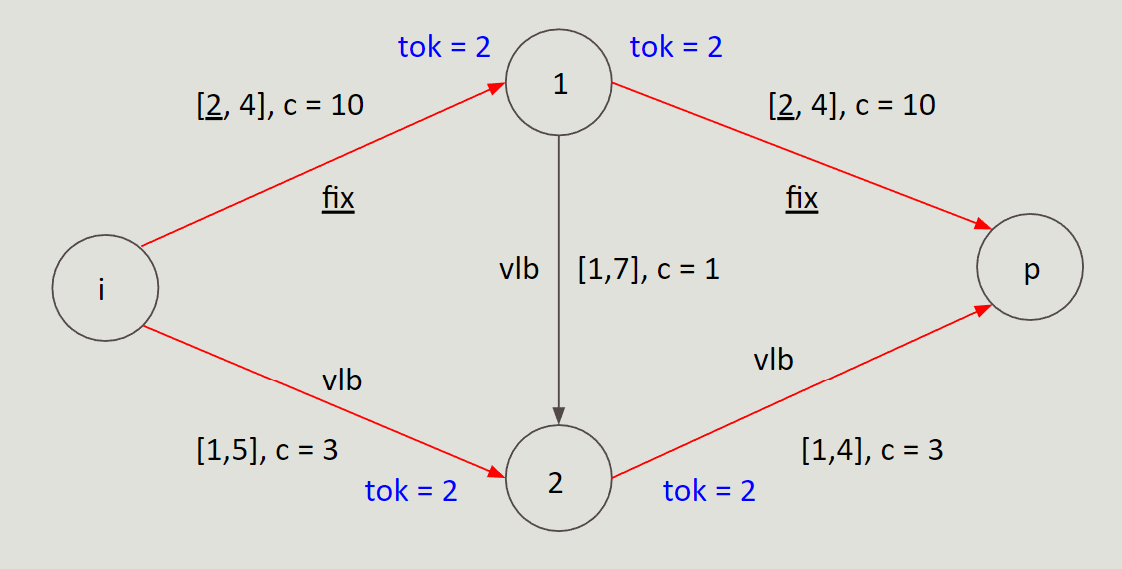 tok = 2
1
tok = 2
[2, 4], c = 10
[2, 4], c = 10
fix
fix
i
vlb
[1,7], c = 1
p
vlb
vlb
[1,5], c = 3
[1,4], c = 3
tok = 2
2
tok = 2